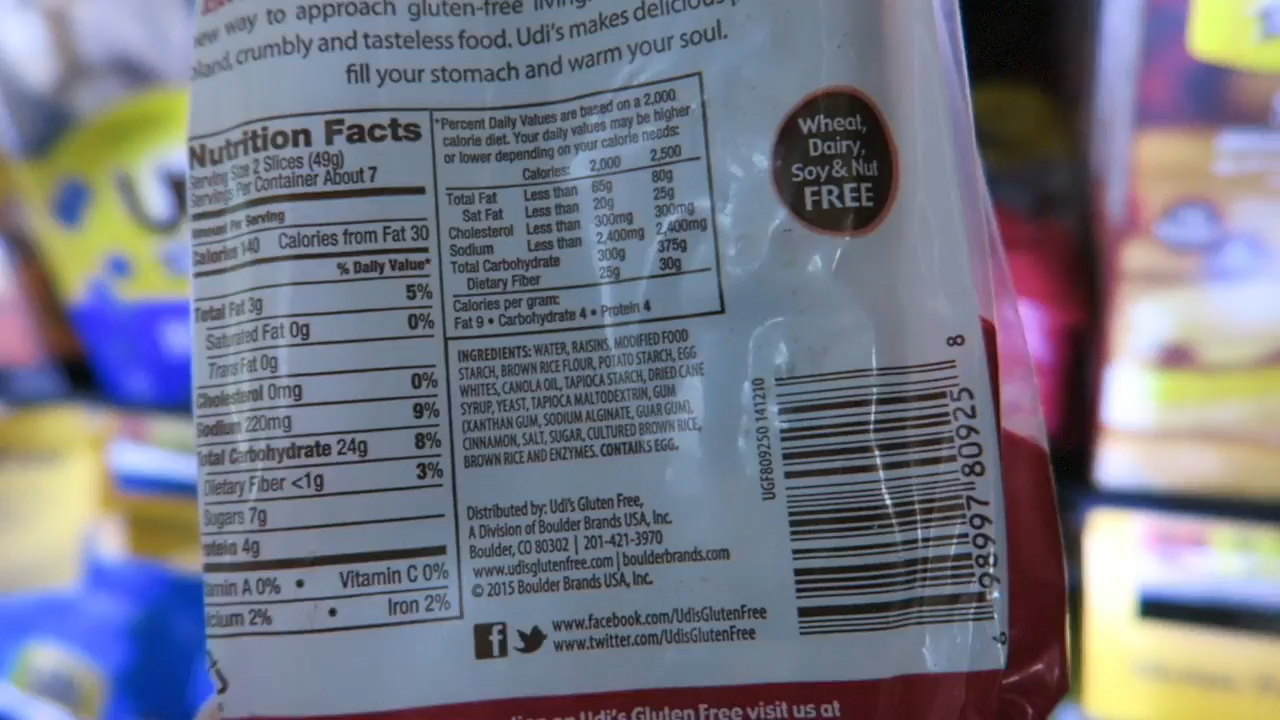 new way to approach gluten-free living.
bland, crumbly and tasteless food. Udi's makes delicious
fill your stomach and warm your soul.
Nutrition Facts
Serving Size 2 Slices (49g)
Servings Per Container About 7
Amount Per Serving
Calories 140 Calories from Fat 30
% Daily Value*
Total Fat 3g 5%
Saturated Fat 0g 0%
Trans Fat 0g
Cholesterol 0mg 0%
Sodium 220mg 9%
Total Carbohydrate 24g 8%
Dietary Fiber <1g 3%
Sugars 7g
Protein 4g
Vitamin A 0% • Vitamin C 0%
Calcium 2% • Iron 2%
*Percent Daily Values are based on a 2,000
calorie diet. Your daily values may be higher
or lower depending on your calorie needs:
Calories: 2,000 2,500
Total Fat Less than 65g 80g
Sat Fat Less than 20g 25g
Cholesterol Less than 300mg 300mg
Sodium Less than 2,400mg 2,400mg
Total Carbohydrate 300g 375g
Dietary Fiber 25g 30g
Calories per gram:
Fat 9 • Carbohydrate 4 • Protein 4
INGREDIENTS: WATER, RAISINS, MODIFIED FOOD
STARCH, BROWN RICE FLOUR, POTATO STARCH, EGG
WHITES, CANOLA OIL, TAPIOCA STARCH, DRIED CANE
SYRUP, YEAST, TAPIOCA MALTODEXTRIN, GUM
(XANTHAN GUM, SODIUM ALGINATE, GUAR GUM),
CINNAMON, SALT, SUGAR, CULTURED BROWN RICE,
BROWN RICE AND ENZYMES. CONTAINS EGG.
Distributed by: Udi's Gluten Free,
A Division of Boulder Brands USA, Inc.
Boulder, CO 80302 | 201-421-3970
www.udisglutenfree.com | boulderbrands.com
© 2015 Boulder Brands USA, Inc.
www.facebook.com/UdisGlutenFree
www.twitter.com/UdisGlutenFree
Wheat,
Dairy,
Soy & Nut
FREE
UGF809250 141210
6 98997 80925 8
on Udi's Gluten Free visit us at